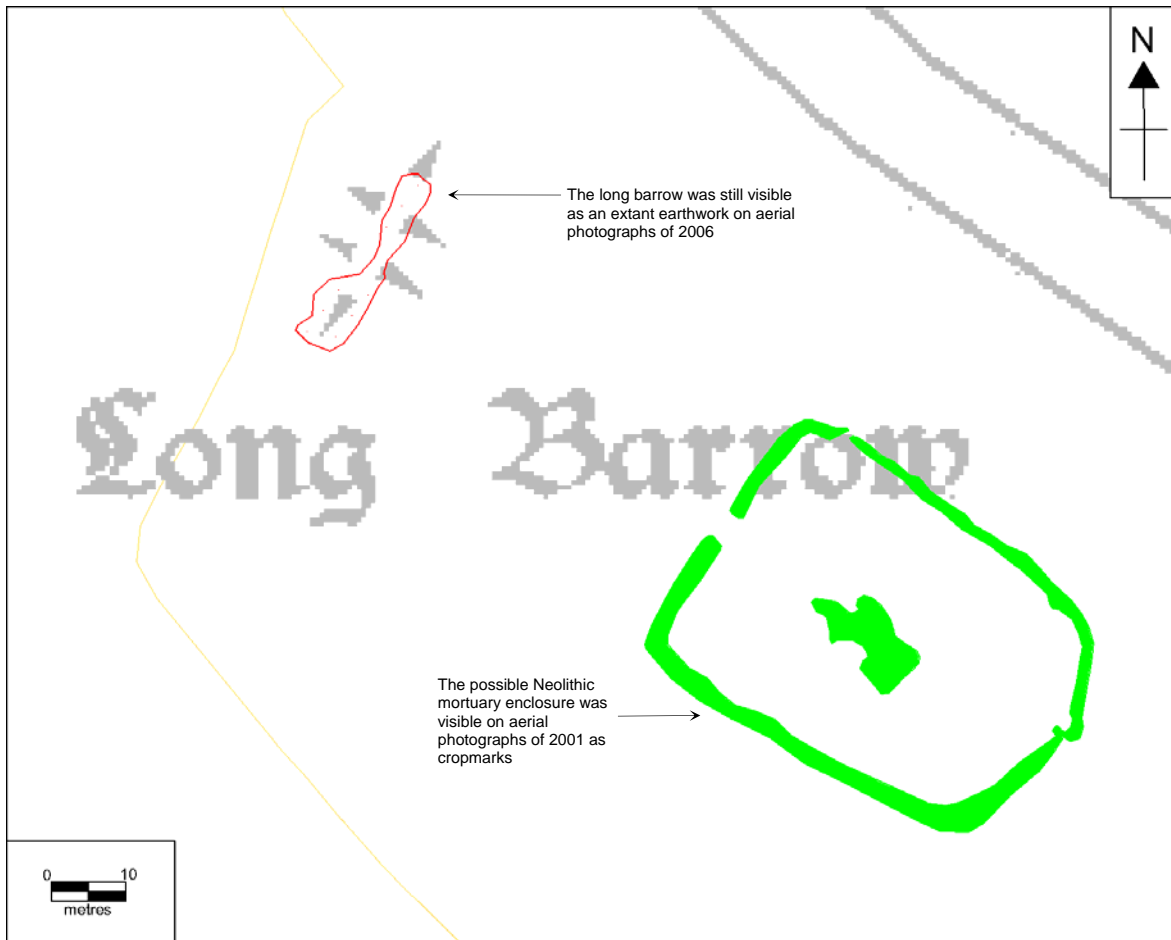 N
The long barrow was still visible
as an extant earthwork on aerial
photographs of 2006
Long Barrow
The possible Neolithic
mortuary enclosure was
visible on aerial
photographs of 2001 as
cropmarks
0 10
metres